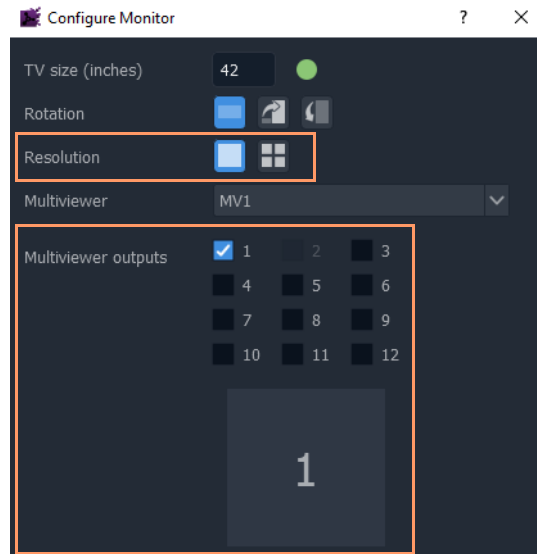 Configure Monitor ?
TV size (inches) 42
Rotation
Resolution
Multiviewer MV1
Multiviewer outputs 1 2 3
4 5 6
7 8 9
10 11 12
1